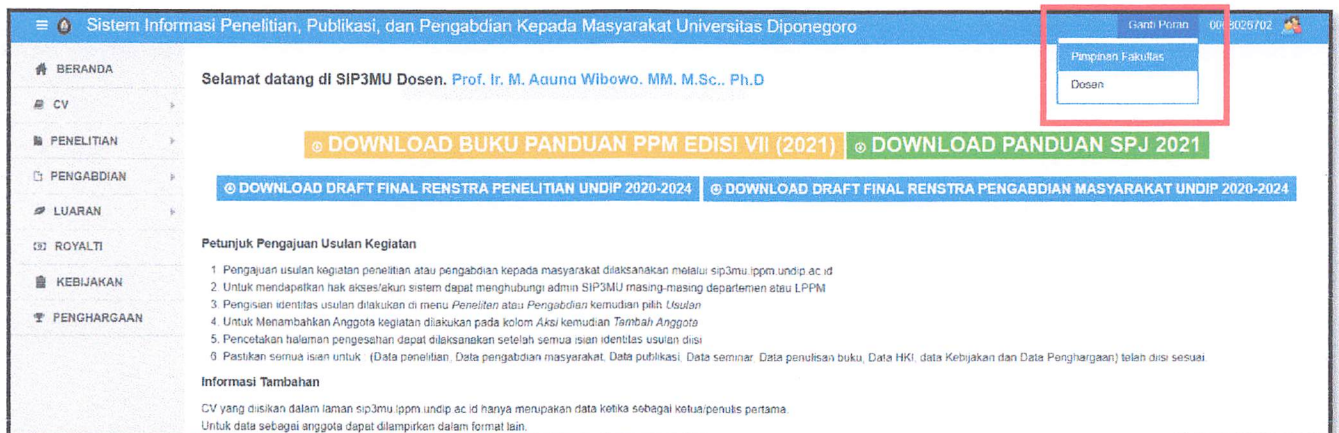 Sistem Informasi Penelitian, Publikasi, dan Pengabdian Kepada Masyarakat Universitas Diponegoro
Ganti Peran
Pimpinan Fakultas
Dosen
BERANDA
CV
PENELITIAN
PENGABDIAN
LUARAN
ROYALTI
KEBIJAKAN
PENGHARGAAN
Selamat datang di SIP3MU Dosen. Prof. Ir. M. Agung Wibowo. MM. M.Sc.. Ph.D
DOWNLOAD BUKU PANDUAN PPM EDISI VII (2021) DOWNLOAD PANDUAN SPJ 2021
DOWNLOAD DRAFT FINAL RENSTRA PENELITIAN UNDIP 2020-2024 DOWNLOAD DRAFT FINAL RENSTRA PENGABDIAN MASYARAKAT UNDIP 2020-2024
Petunjuk Pengajuan Usulan Kegiatan
1 Pengajuan usulan kegiatan penelitian atau pengabdian kepada masyarakat dilaksanakan melalui sip3mu.lppm.undip.ac.id
2. Untuk mendapatkan hak akses/akun sistem dapat menghubungi admin SIP3MU masing-masing departemen atau LPPM
3. Pengisian identitas usulan dilakukan di menu Penelitan atau Pengabdian kemudian pilih Usulan
4. Untuk Menambahkan Anggota kegiatan dilakukan pada kolom Aksi kemudian Tambah Anggota
5. Pencetakan halaman pengesahan dapat dilaksanakan setelah semua isian identitas usulan diisi
6 Pastikan semua isian untuk : (Data penelitian, Data pengabdian masyarakat, Data publikasi, Data seminar. Data penulisan buku, Data HKI, data Kebijakan dan Data Penghargaan) telah diisi sesuai.
Informasi Tambahan
CV yang diisikan dalam laman sip3mu.lppm.undip.ac.id hanya merupakan data ketika sebagai ketua/penulis pertama.
Untuk data sebagai anggota dapat dilampirkan dalam format lain.